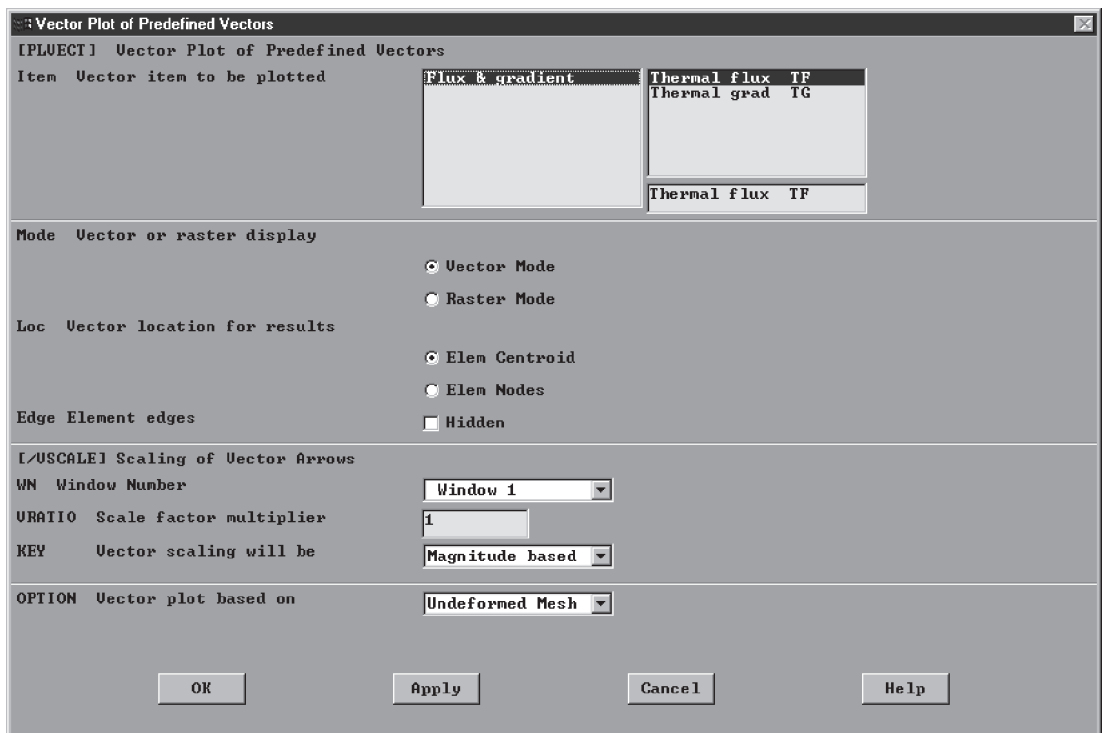 Vector Plot of Predefined Vectors
[PLVECT] Vector Plot of Predefined Vectors
Item Vector item to be plotted
Flux & gradient
Thermal flux TF
Thermal grad TG
Thermal flux TF
Mode Vector or raster display
Vector Mode
Raster Mode
Loc Vector location for results
Elem Centroid
Elem Nodes
Edge Element edges
Hidden
[/VSCALE] Scaling of Vector Arrows
WN Window Number
Window 1
VRATIO Scale factor multiplier
1
KEY Vector scaling will be
Magnitude based
OPTION Vector plot based on
Undeformed Mesh
OK
Apply
Cancel
Help